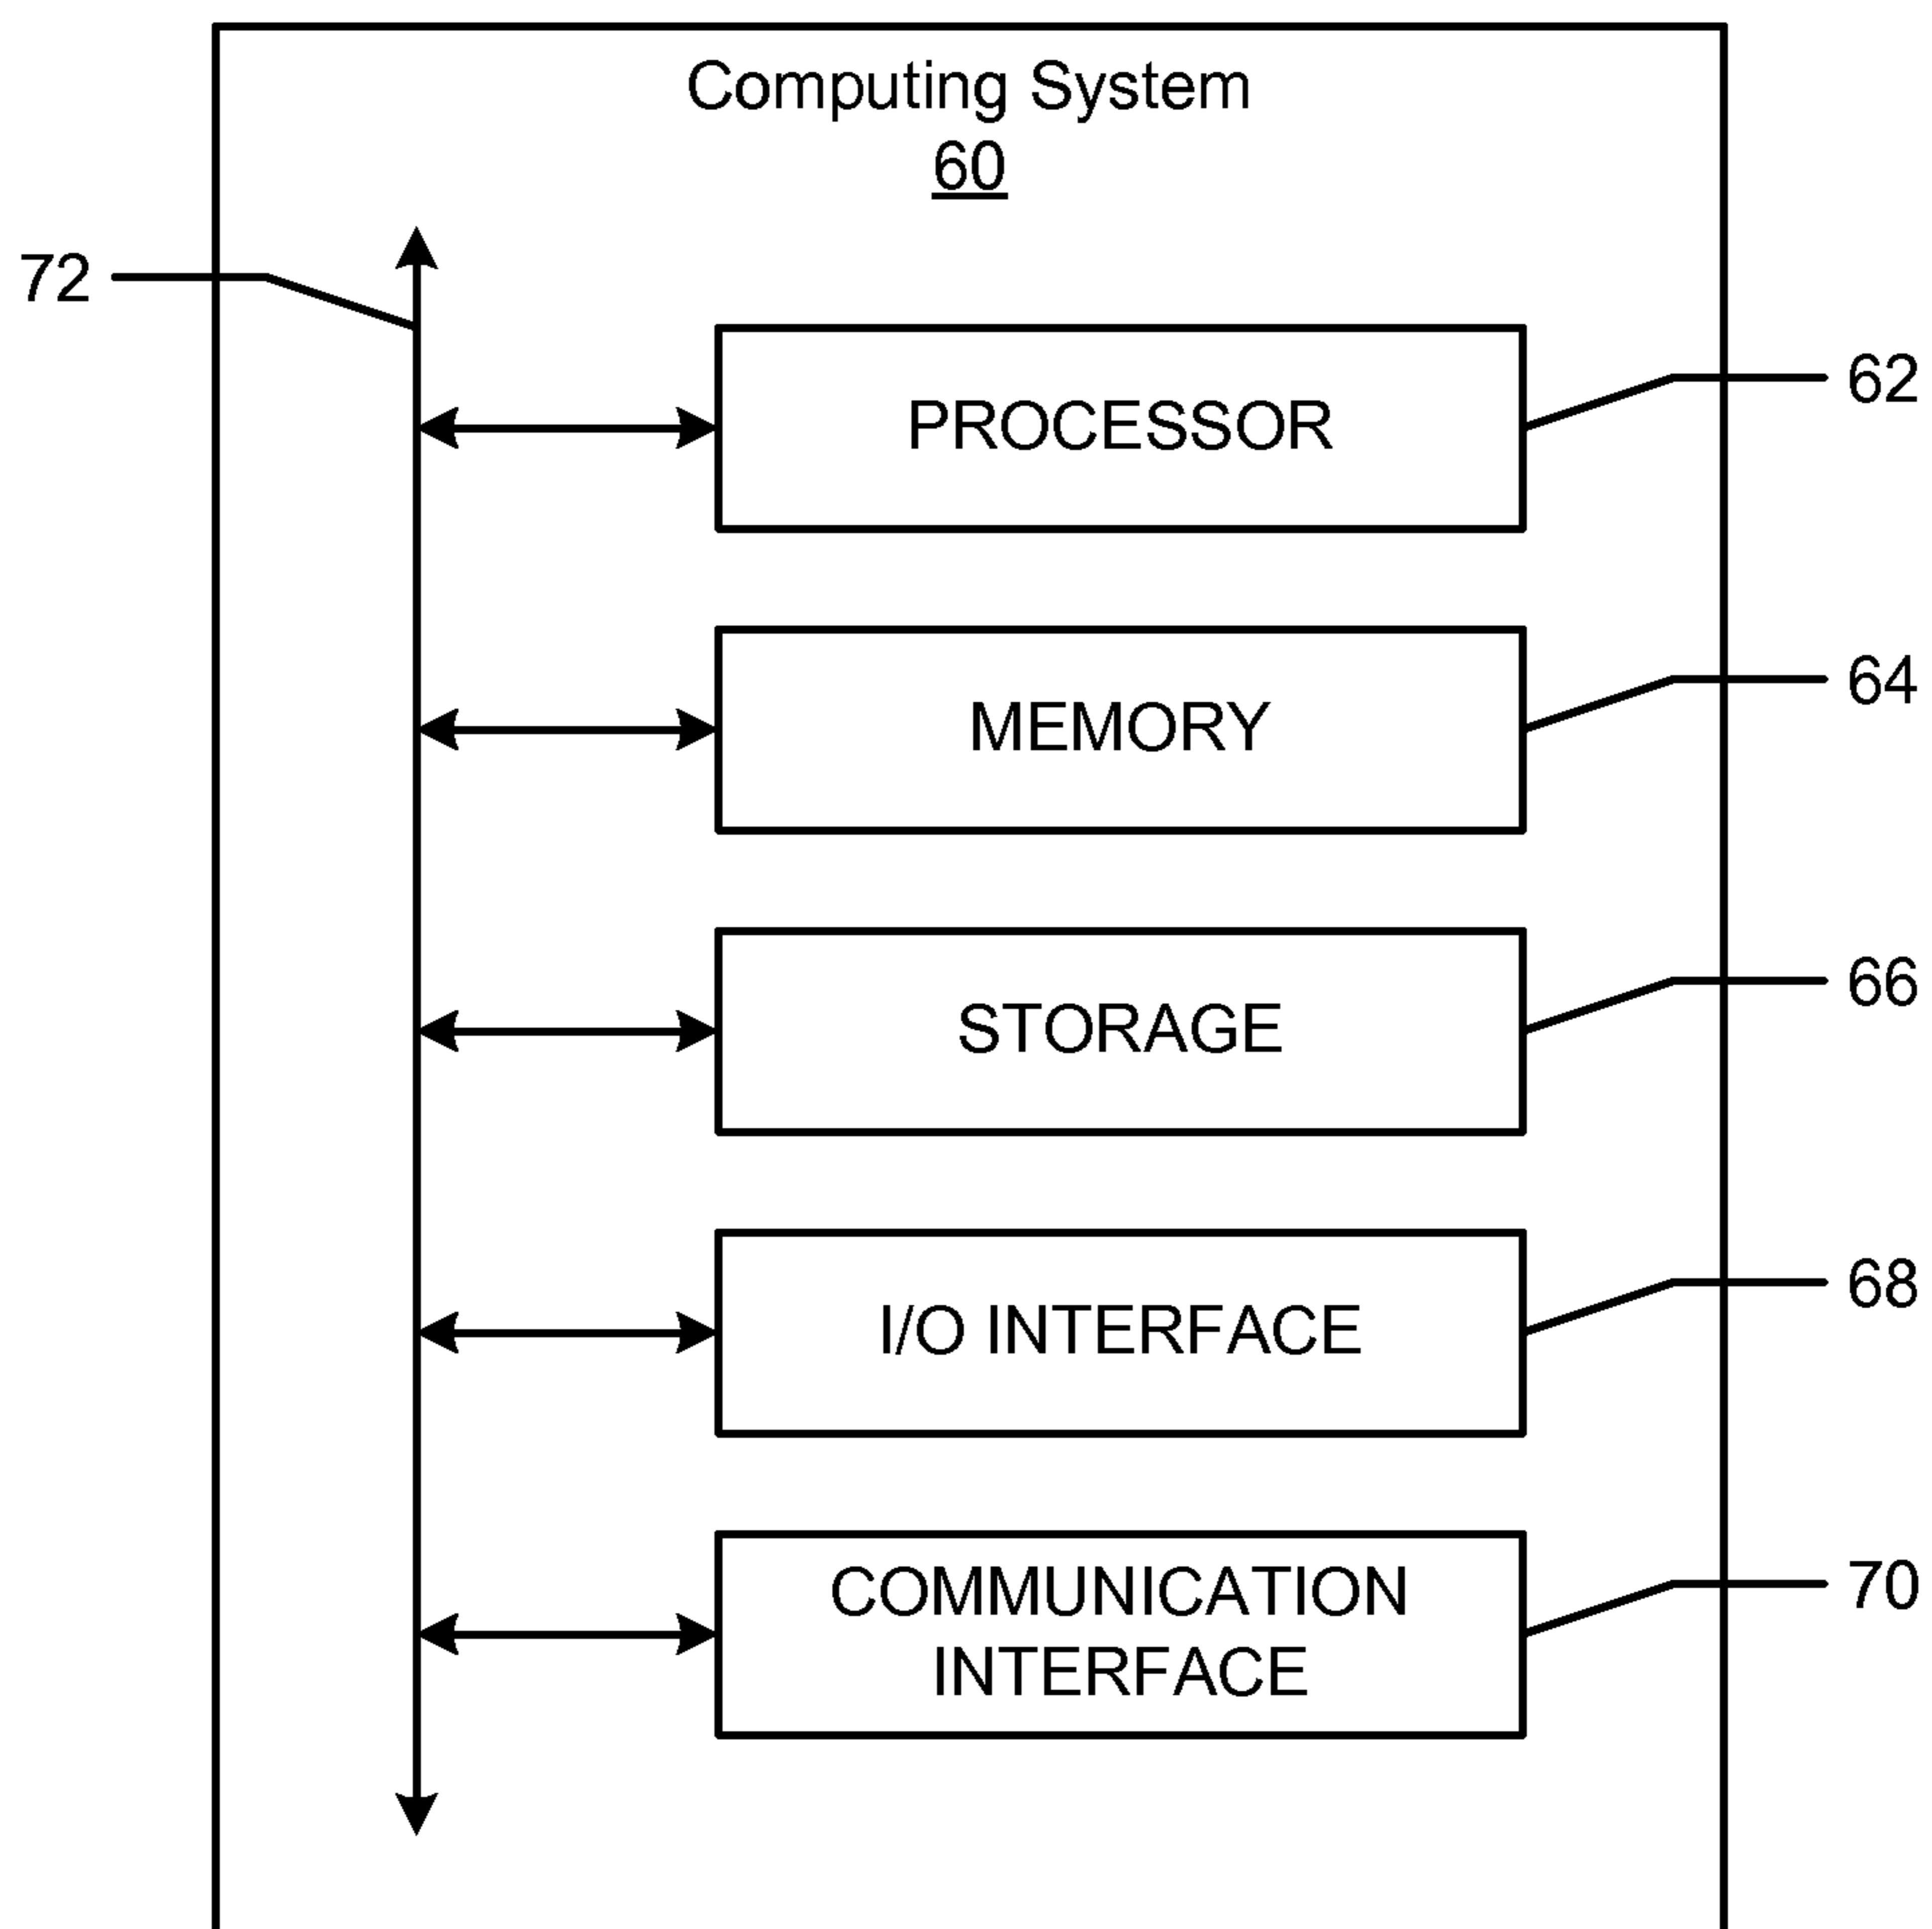 Computing System
60
72
PROCESSOR
62
MEMORY
64
STORAGE
66
I/O INTERFACE
68
COMMUNICATION
INTERFACE
70